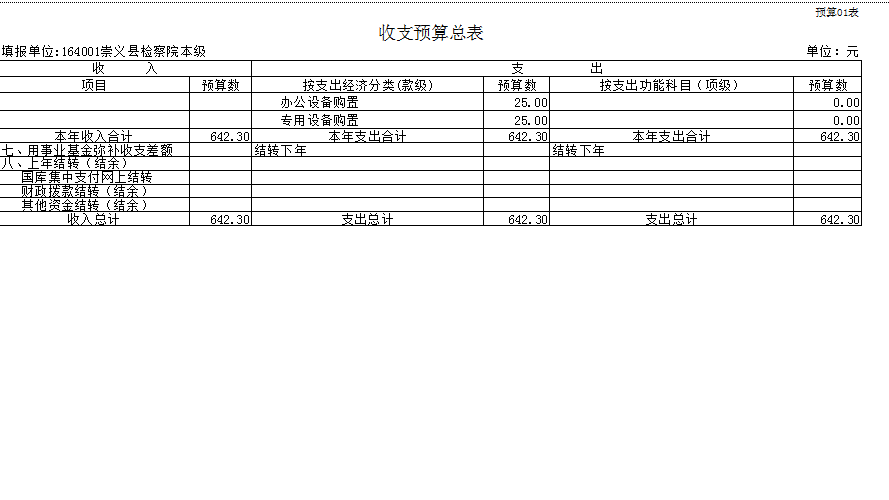 预算01表
收支预算总表
填报单位:164001崇义县检察院本级 单位：元
收 入 支 出
项目 预算数 按支出经济分类(款级) 预算数 按支出功能科目（项级） 预算数
办公设备购置 25.00 0.00
专用设备购置 25.00 0.00
本年收入合计 642.30 本年支出合计 642.30 本年支出合计 642.30
七、用事业基金弥补收支差额 结转下年 结转下年
八、上年结转（结余）
国库集中支付网上结转
财政拨款结转（结余）
其他资金结转（结余）
收入总计 642.30 支出总计 642.30 支出总计 642.30